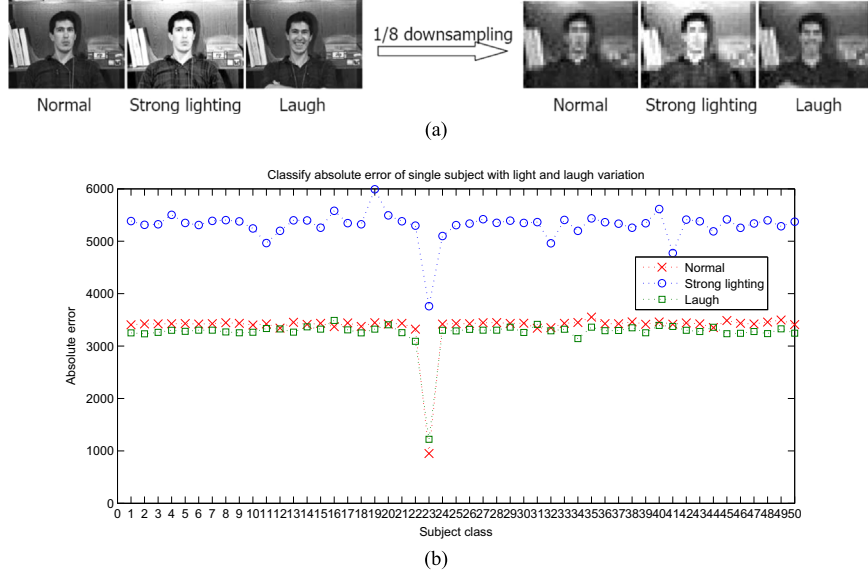 1/8 downsampling
Normal Strong lighting Laugh Normal Strong lighting Laugh
(a)
Classify absolute error of single subject with light and laugh variation
6000
5000
4000
3000
2000
1000
0
Absolute error
Normal
Strong lighting
Laugh
0 1 2 3 4 5 6 7 8 9 10 11 12 13 14 15 16 17 18 19 20 21 22 23 24 25 26 27 28 29 30 31 32 33 34 35 36 37 38 39 40 41 42 43 44 45 46 47 48 49 50
Subject class
(b)